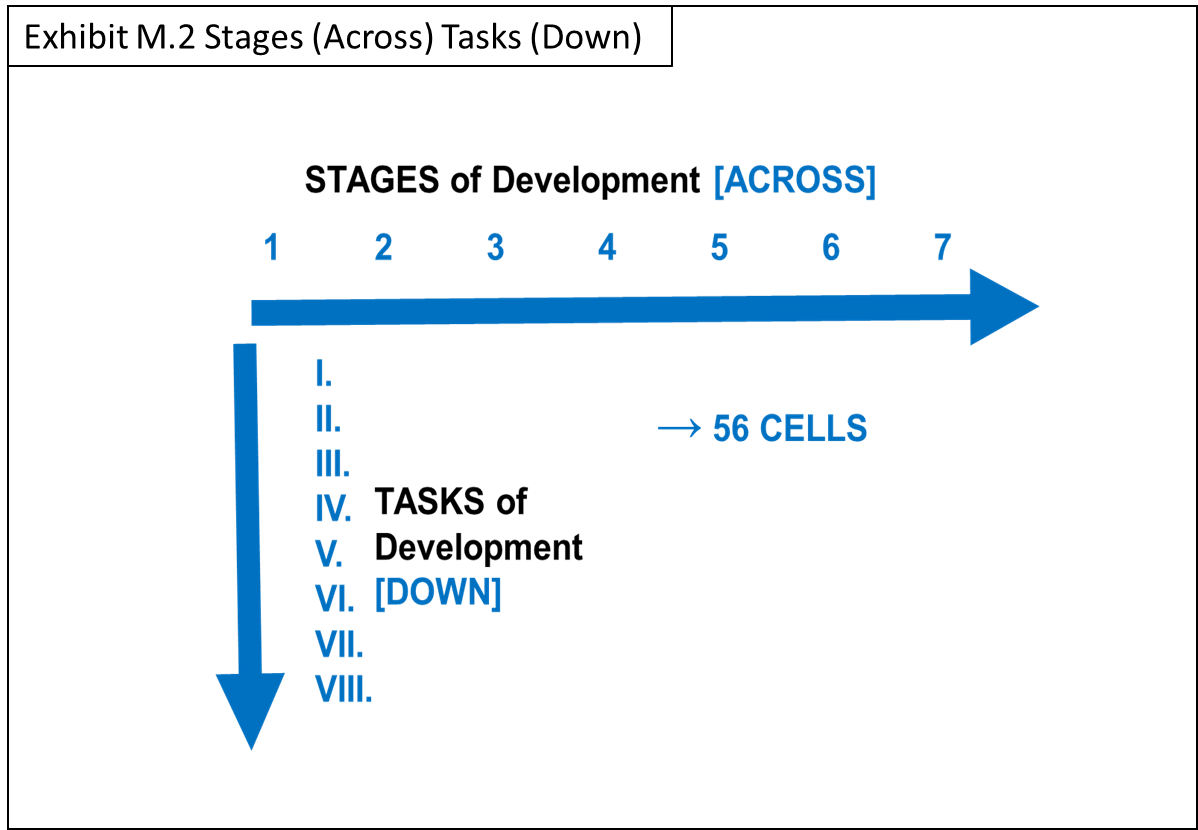 Exhibit M.2 Stages (Across) Tasks (Down)
STAGES of Development [ACROSS]
1 2 3 4 5 6 7
I.
II.
→ 56 CELLS
III.
IV.
V.
VI.
VII.
VIII.
TASKS of
Development
[DOWN]